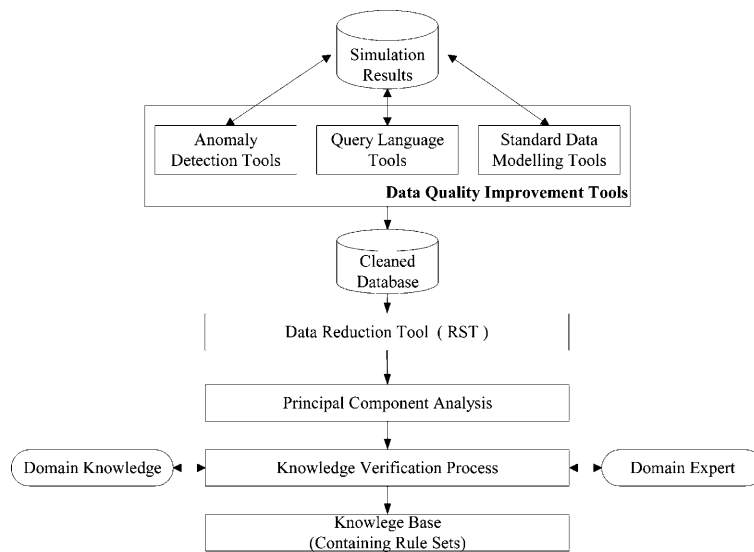 Simulation
Results
Anomaly
Detection Tools
Query Language
Tools
Standard Data
Modelling Tools
Data Quality Improvement Tools
Cleaned
Database
Data Reduction Tool ( RST )
Principal Component Analysis
Domain Knowledge
Knowledge Verification Process
Domain Expert
Knowlege Base
(Containing Rule Sets)